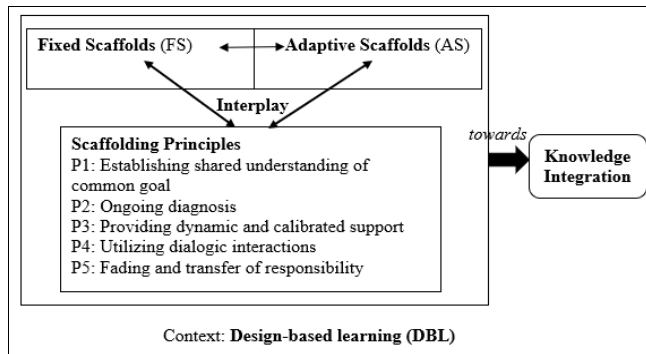 Fixed Scaffolds (FS)
Adaptive Scaffolds (AS)
Interplay
Scaffolding Principles
P1: Establishing shared understanding of
common goal
P2: Ongoing diagnosis
P3: Providing dynamic and calibrated support
P4: Utilizing dialogic interactions
P5: Fading and transfer of responsibility
towards
Knowledge
Integration
Context: Design-based learning (DBL)